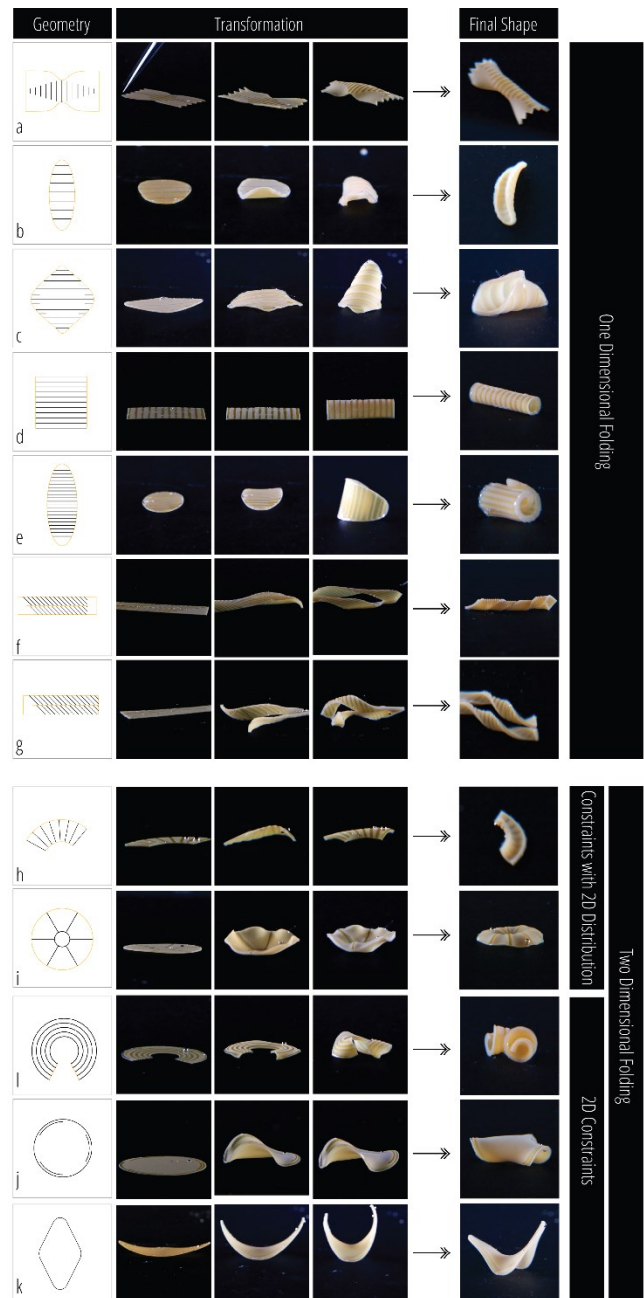 Geometry
Transformation
Final Shape
a
b
c
d
e
f
g
One Dimensional Folding
h
i
l
j
k
Constraints with 2D Distribution
2D Constraints
Two Dimensional Folding